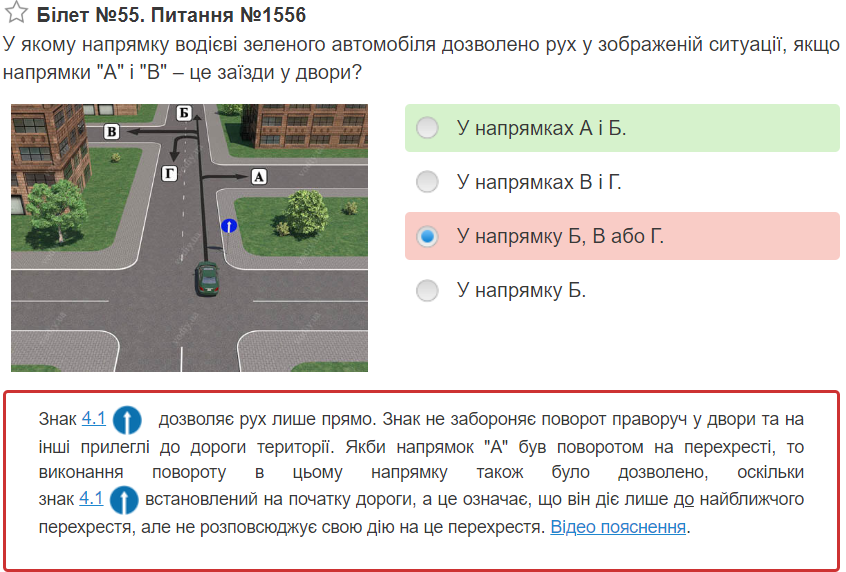 Білет №55. Питання №1556
У якому напрямку водієві зеленого автомобіля дозволено рух у зображеній ситуації, якщо
напрямки "А" і "В" – це заїзди у двори?
Б
В
Г
А
У напрямках А і Б.
У напрямках В і Г.
У напрямку Б, В або Г.
У напрямку Б.
Знак 4.1 дозволяє рух лише прямо. Знак не забороняє поворот праворуч у двори та на
інші прилеглі до дороги території. Якби напрямок "А" був поворотом на перехресті, то
виконання повороту в цьому напрямку також було дозволено, оскільки
знак 4.1 встановлений на початку дороги, а це означає, що він діє лише до найближчого
перехрестя, але не розповсюджує свою дію на це перехрестя. Відео пояснення.